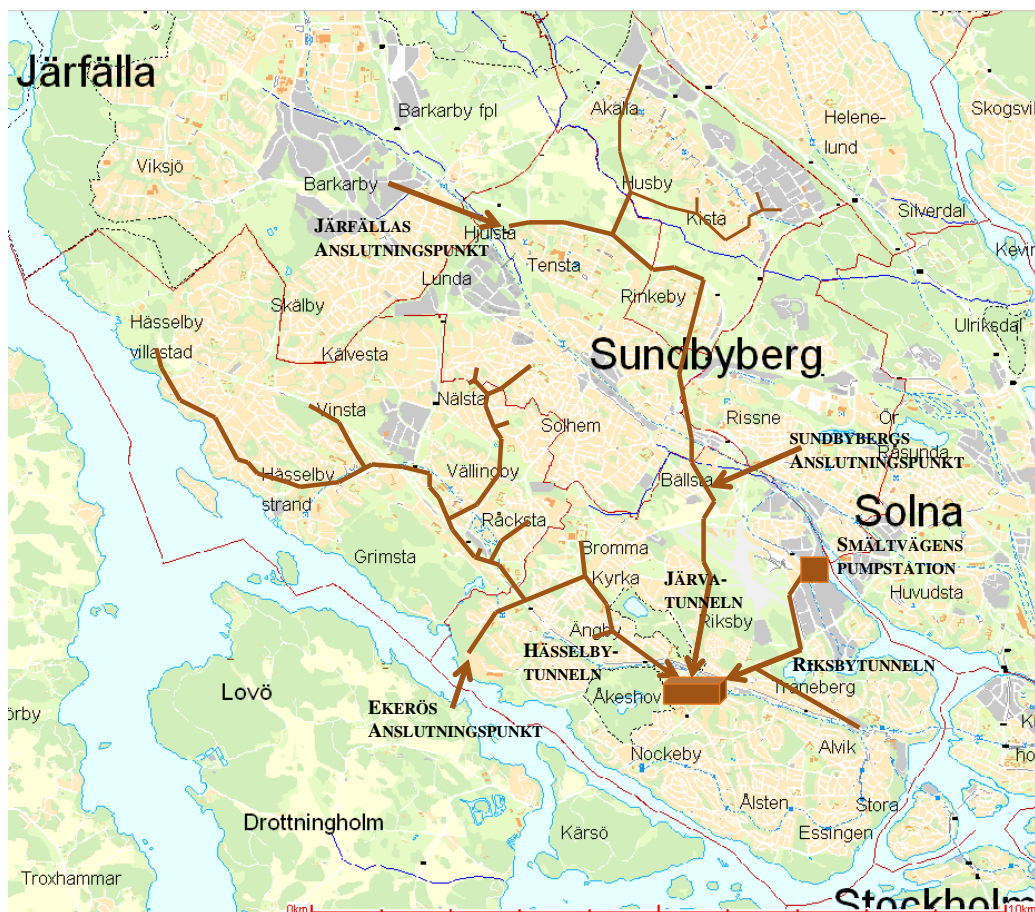 Järfälla
Barkarby fpl
Akalla
Helene-
lund
Viksjö
Barkarby
Husby
Silverdal
JÄRFÄLLAS
ANSLUTNINGSPUNKT
Hjulsta
Kista
Lunda
Tensta
Rinkeby
Skälby
Ulriksdal
Hässelby
villastad
Kälvesta
Sundbyberg
Vinsta
Nälsta
Solhem
Rissne
Ör
Råsunda
SUNDBYBERGS
ANSLUTNINGSPUNKT
Hässelby
strand
Vällingby
Bällsta
Solna
Råcksta
Grimsta
Bromma
Kyrka
SMÄLTVÄGENS
PUMPSTATION
JÄRVA-
TUNNELN
Huvudsta
Riksby
Ängby
HÄSSELBY-
TUNNELN
RIKSBYTUNNELN
Traneberg
Lovö
Åkeshov
EKERÖS
ANSLUTNINGSPUNKT
Nockeby
Alvik
Ålsten
Stora
Essingen
Drottningholm
Kärsö
Troxhammar
Stockholm
0km
10km